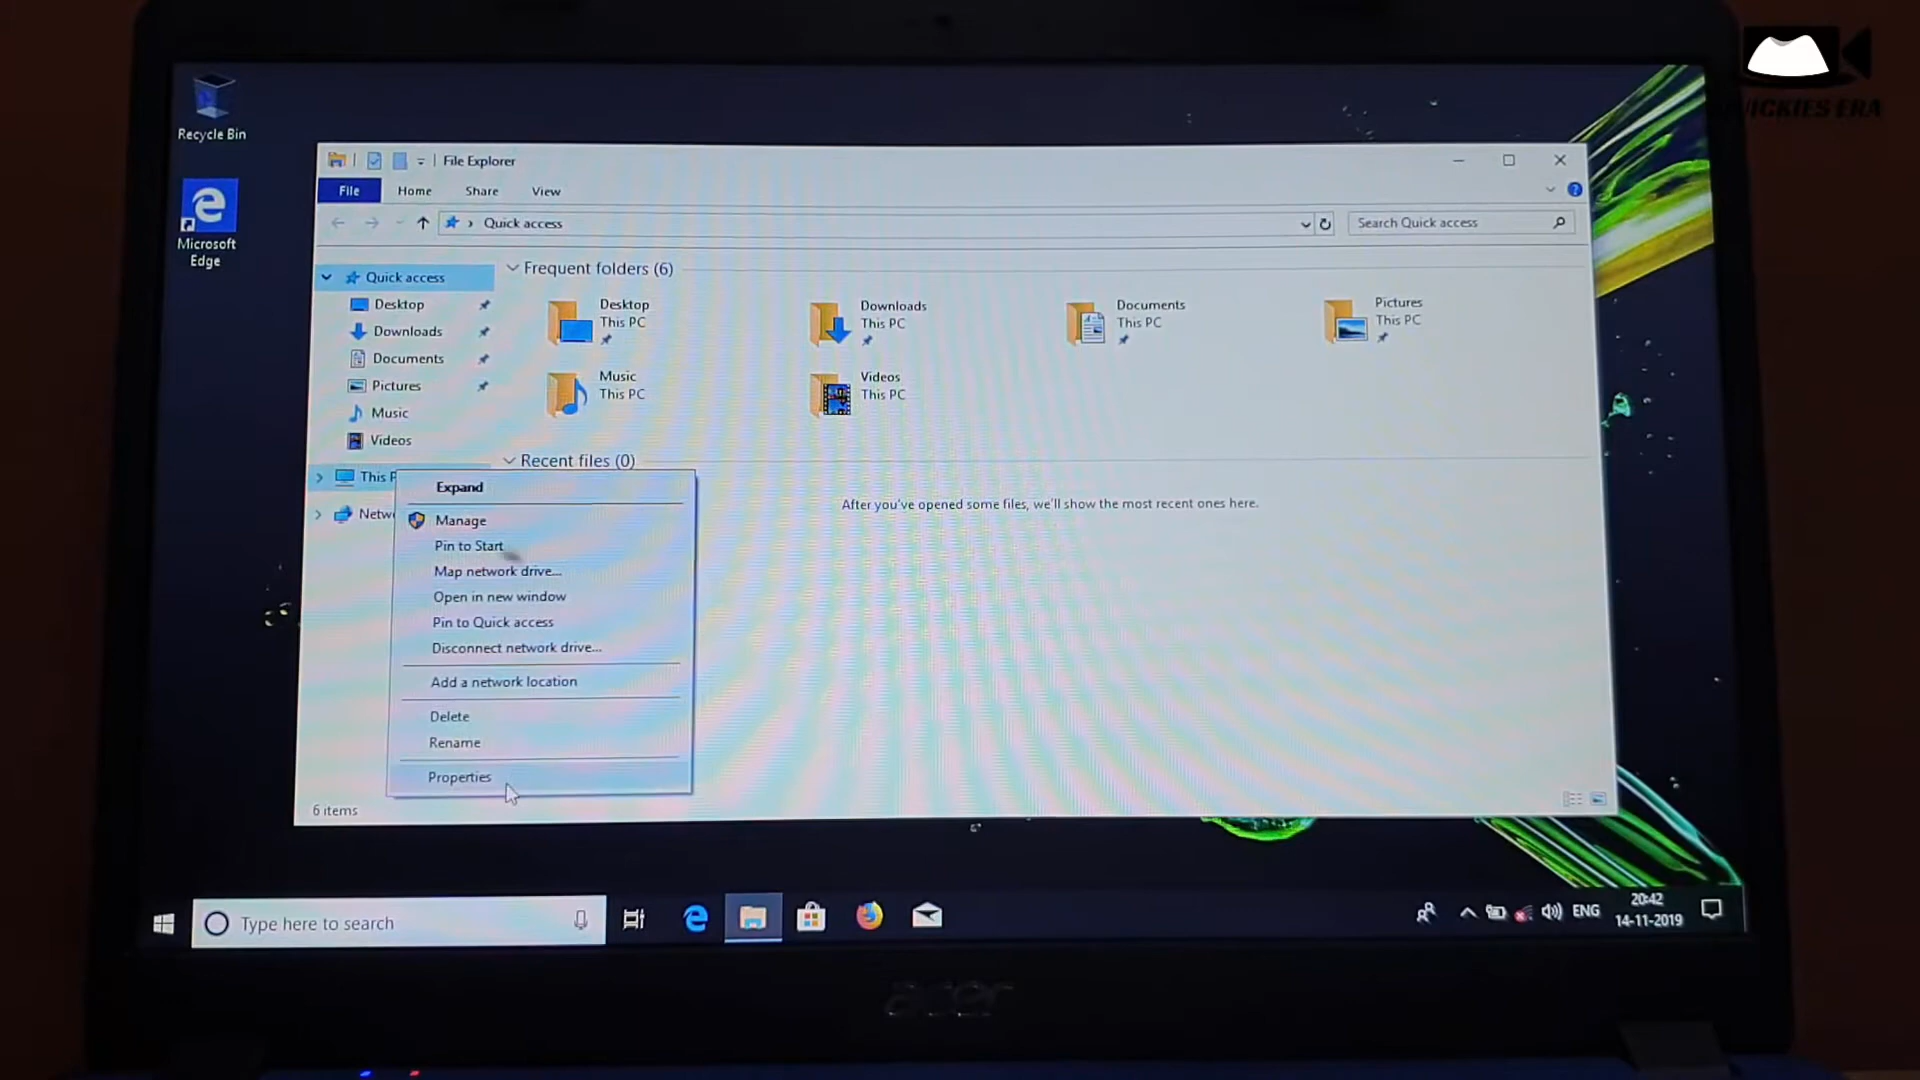 Recycle Bin
Microsoft
Edge
File Explorer
File
Home
Share
View
Quick access
Search Quick access
Quick access
Desktop
Downloads
Documents
Pictures
Music
Videos
This P
Netw
Frequent folders (6)
Desktop
This PC
Downloads
This PC
Documents
This PC
Pictures
This PC
Music
This PC
Videos
This PC
Recent files (0)
After you've opened some files, we'll show the most recent ones here.
Expand
Manage
Pin to Start
Map network drive...
Open in new window
Pin to Quick access
Disconnect network drive...
Add a network location
Delete
Rename
Properties
6 items
Type here to search
ENG
20:42
14-11-2019
acer
ERA